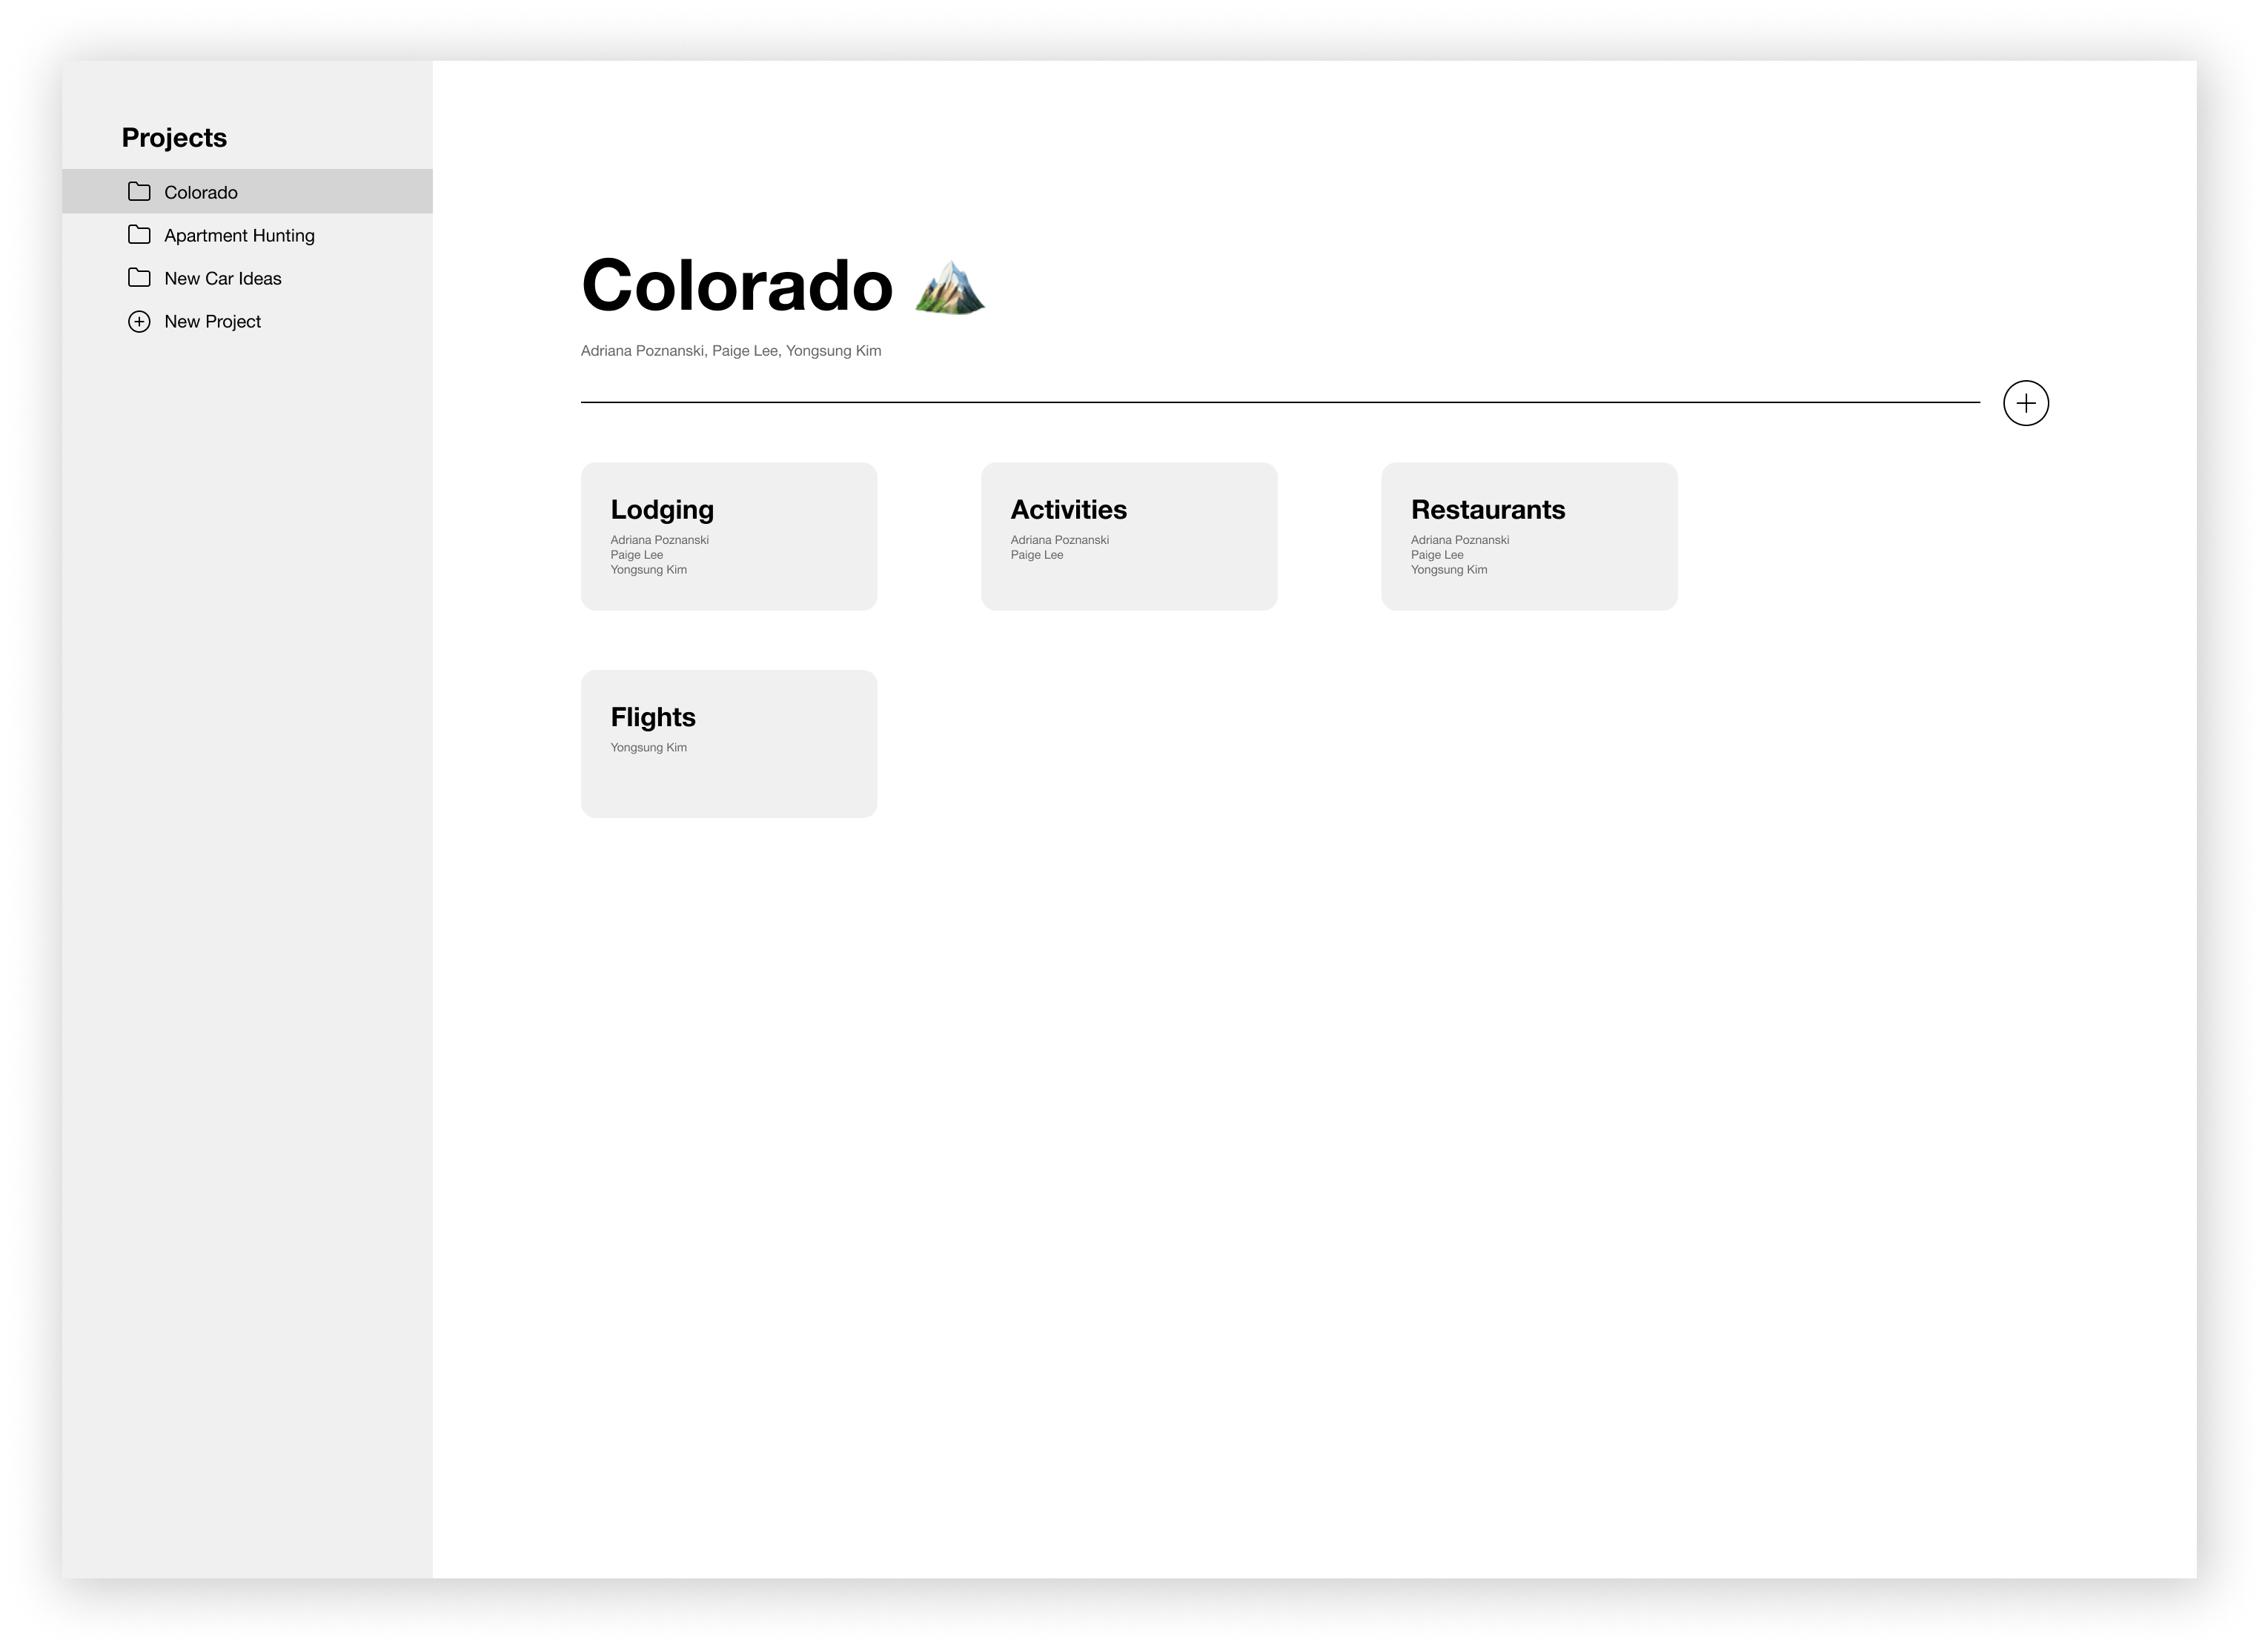 Projects
Colorado
Apartment Hunting
New Car Ideas
New Project
Colorado
Adriana Poznanski, Paige Lee, Yongsung Kim
Lodging
Adriana Poznanski
Paige Lee
Yongsung Kim
Activities
Adriana Poznanski
Paige Lee
Restaurants
Adriana Poznanski
Paige Lee
Yongsung Kim
Flights
Yongsung Kim